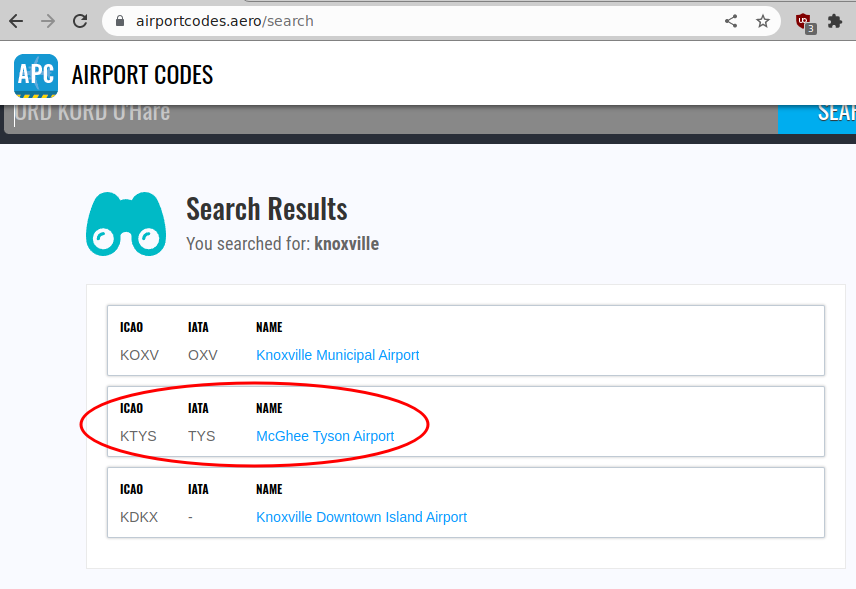 airportcodes.aero/search
3
APC AIRPORT CODES
ORD KORD O'Hare
Search Results
You searched for: knoxville
ICAO IATA NAME
KOXV OXV Knoxville Municipal Airport
ICAO IATA NAME
KTYS TYS McGhee Tyson Airport
ICAO IATA NAME
KDKX - Knoxville Downtown Island Airport